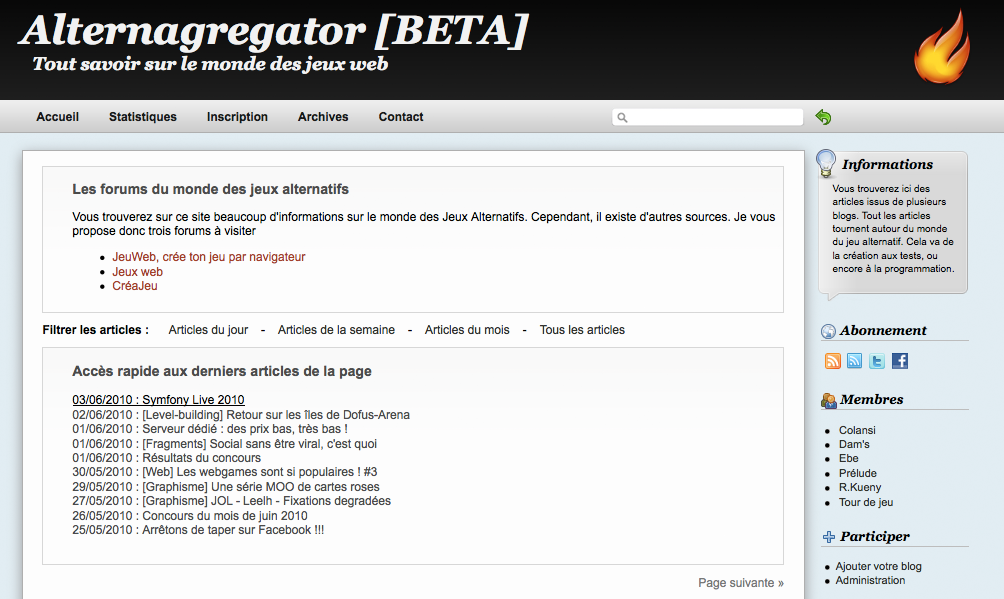 Alternagregator [BETA]
Tout savoir sur le monde des jeux web
Accueil Statistiques Inscription Archives Contact
Les forums du monde des jeux alternatifs
Vous trouverez sur ce site beaucoup d'informations sur le monde des Jeux Alternatifs. Cependant, il existe d'autres sources. Je vous
propose donc trois forums à visiter
JeuWeb, crée ton jeu par navigateur
Jeux web
CréaJeu
Filtrer les articles : Articles du jour - Articles de la semaine - Articles du mois - Tous les articles
Accès rapide aux derniers articles de la page
03/06/2010 : Symfony Live 2010
02/06/2010 : [Level-building] Retour sur les îles de Dofus-Arena
01/06/2010 : Serveur dédié : des prix bas, très bas !
01/06/2010 : [Fragments] Social sans être viral, c'est quoi
01/06/2010 : Résultats du concours
30/05/2010 : [Web] Les webgames sont si populaires ! #3
29/05/2010 : [Graphisme] Une série MOO de cartes roses
27/05/2010 : [Graphisme] JOL - Leelh - Fixations degradées
26/05/2010 : Concours du mois de juin 2010
25/05/2010 : Arrêtons de taper sur Facebook !!!
Page suivante »
Informations
Vous trouverez ici des
articles issus de plusieurs
blogs. Tout les articles
tournent autour du monde
du jeu alternatif. Cela va de
la création aux tests, ou
encore à la programmation.
Abonnement
Membres
Colansi
Dam's
Ebe
Prélude
R.Kueny
Tour de jeu
Participer
Ajouter votre blog
Administration